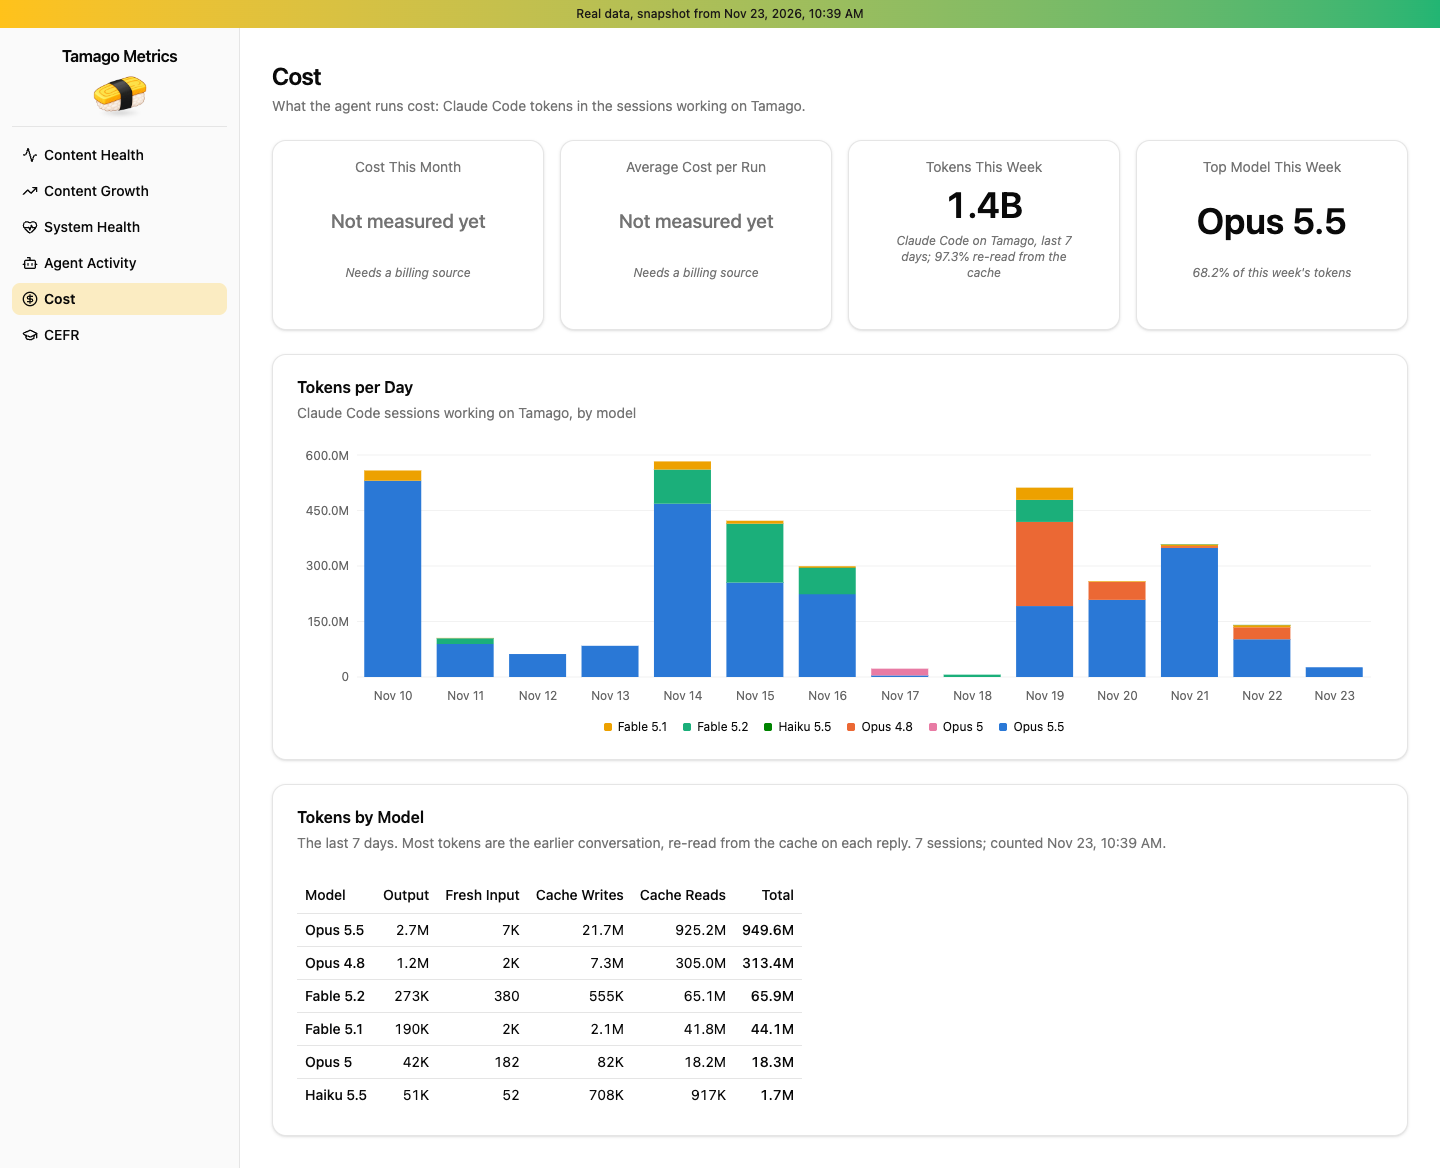 Real data, snapshot from Nov 23, 2026, 10:39 AM
Tamago Metrics
Content Health
Content Growth
System Health
Agent Activity
Cost
CEFR
Cost
What the agent runs cost: Claude Code tokens in the sessions working on Tamago.
Cost This Month
Not measured yet
Needs a billing source
Average Cost per Run
Not measured yet
Needs a billing source
Tokens This Week
1.4B
Claude Code on Tamago, last 7
days; 97.3% re-read from the
cache
Top Model This Week
Opus 5.5
68.2% of this week's tokens
Tokens per Day
Claude Code sessions working on Tamago, by model
600.0M
450.0M
300.0M
150.0M
0
Nov 10 Nov 11 Nov 12 Nov 13 Nov 14 Nov 15 Nov 16 Nov 17 Nov 18 Nov 19 Nov 20 Nov 21 Nov 22 Nov 23
Fable 5.1 Fable 5.2 Haiku 5.5 Opus 4.8 Opus 5 Opus 5.5
Tokens by Model
The last 7 days. Most tokens are the earlier conversation, re-read from the cache on each reply. 7 sessions; counted Nov 23, 10:39 AM.
Model Output Fresh Input Cache Writes Cache Reads Total
Opus 5.5 2.7M 7K 21.7M 925.2M 949.6M
Opus 4.8 1.2M 2K 7.3M 305.0M 313.4M
Fable 5.2 273K 380 555K 65.1M 65.9M
Fable 5.1 190K 2K 2.1M 41.8M 44.1M
Opus 5 42K 182 82K 18.2M 18.3M
Haiku 5.5 51K 52 708K 917K 1.7M